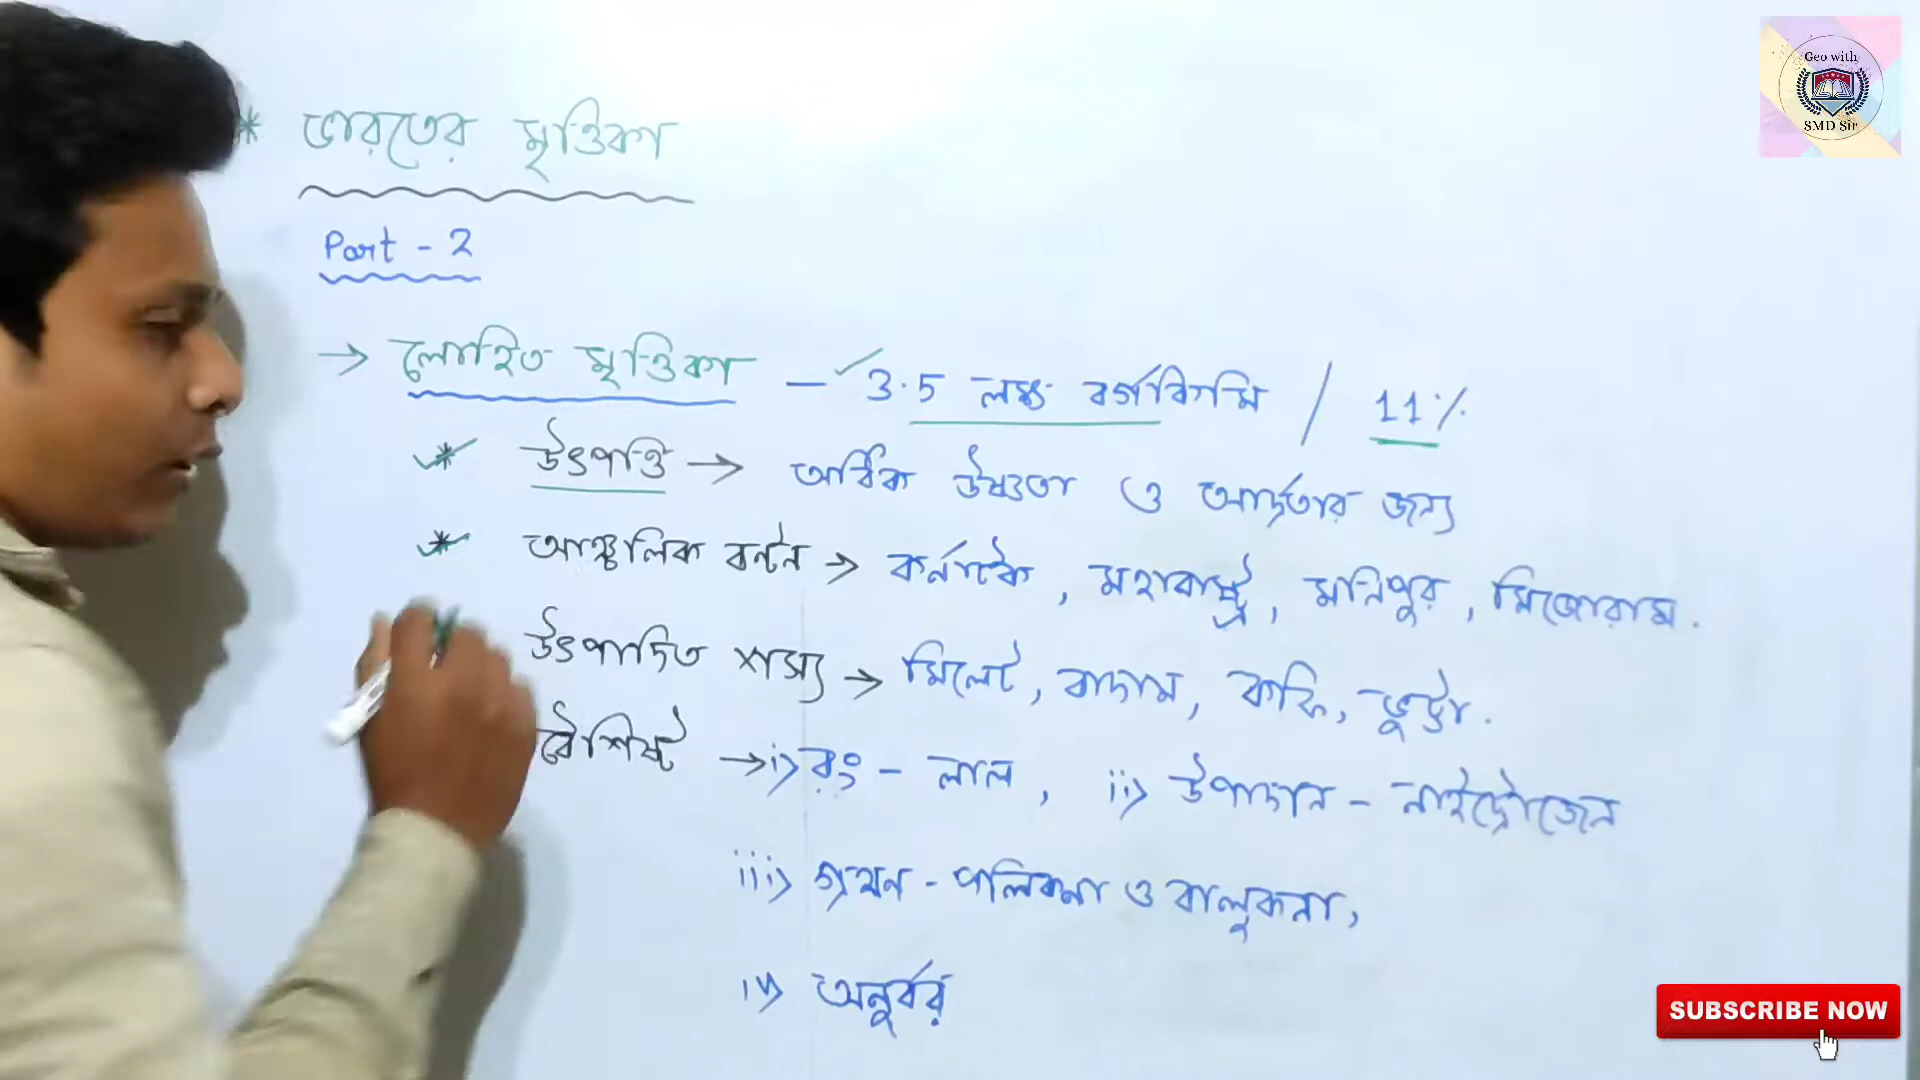 Geo with
SMD Sir
* ভারতের মৃত্তিকা
Part - 2
→ লোহিত মৃত্তিকা - ✓ 3.5 লক্ষ বর্গকিমি / 11%
* উৎপত্তি → অধিক উষ্ণতা ও আর্দ্রতার জন্য
* আঞ্চলিক বন্টন → কর্নাটক, মহারাষ্ট্র, মনিপুর, মিজোরাম.
উৎপাদিত শস্য → মিলেট, বাদাম, কফি, ভুট্টা.
বৈশিষ্ট → i) রং - লাল, ii) উপাদান - নাইট্রোজেন
iii) গ্রথন - পলিকনা ও বালুকনা,
iv) অনুর্বর
SUBSCRIBE NOW